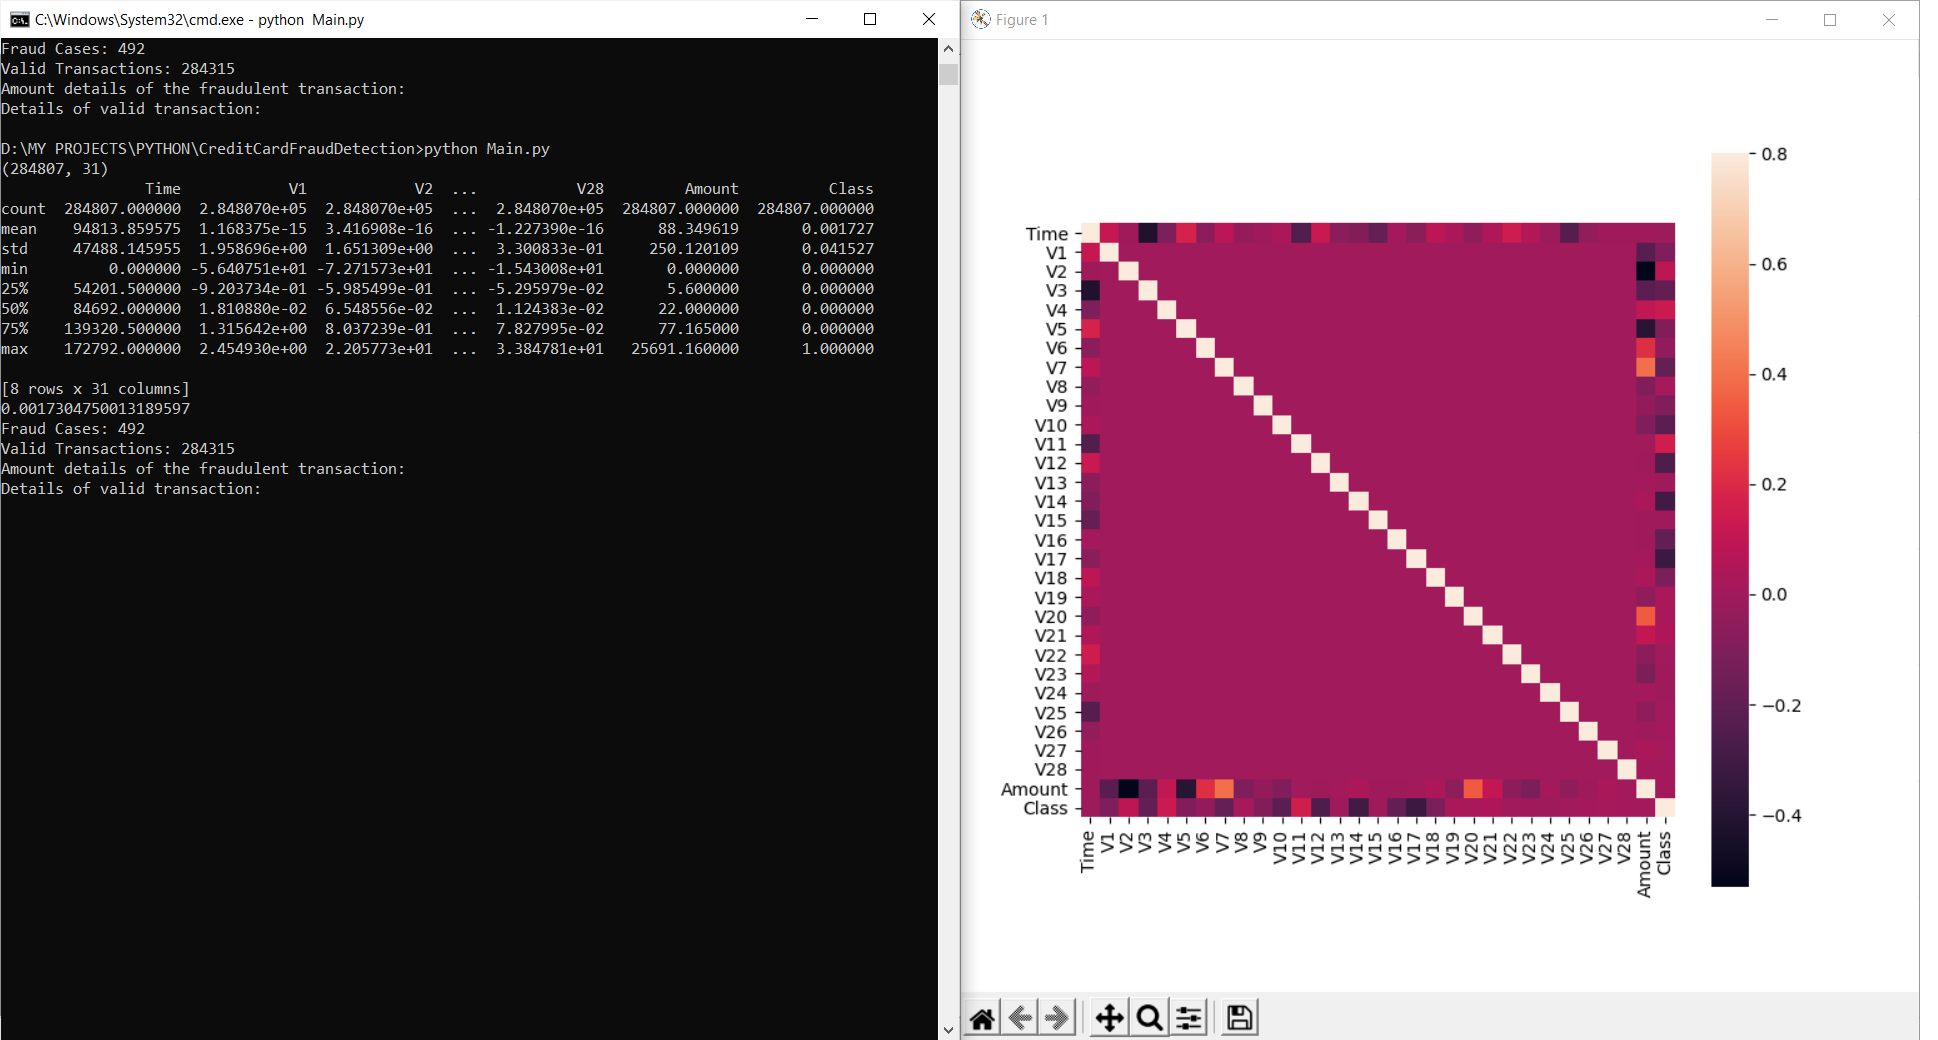 C:\Windows\System32\cmd.exe - python  Main.py
Fraud Cases: 492
Valid Transactions: 284315
Amount details of the fraudulent transaction:
Details of valid transaction:
D:\MY PROJECTS\PYTHON\CreditCardFraudDetection>python Main.py
(284807, 31)
Time V1 V2 ... V28 Amount Class
count 284807.000000 2.848070e+05 2.848070e+05 ... 2.848070e+05 284807.000000 284807.000000
mean 94813.859575 1.168375e-15 3.416908e-16 ... -1.227390e-16 88.349619 0.001727
std 47488.145955 1.958696e+00 1.651309e+00 ... 3.300833e-01 250.120109 0.041527
min 0.000000 -5.640751e+01 -7.271573e+01 ... -1.543008e+01 0.000000 0.000000
25% 54201.500000 -9.203734e-01 -5.985499e-01 ... -5.295979e-02 5.600000 0.000000
50% 84692.000000 1.810880e-02 6.548556e-02 ... 1.124383e-02 22.000000 0.000000
75% 139320.500000 1.315642e+00 8.037239e-01 ... 7.827995e-02 77.165000 0.000000
max 172792.000000 2.454930e+00 2.205773e+01 ... 3.384781e+01 25691.160000 1.000000
[8 rows x 31 columns]
0.0017304750013189597
Fraud Cases: 492
Valid Transactions: 284315
Amount details of the fraudulent transaction:
Details of valid transaction:
Figure 1
Time
V1
V2
V3
V4
V5
V6
V7
V8
V9
V10
V11
V12
V13
V14
V15
V16
V17
V18
V19
V20
V21
V22
V23
V24
V25
V26
V27
V28
Amount
Class
Time V1 V2 V3 V4 V5 V6 V7 V8 V9 V10 V11 V12 V13 V14 V15 V16 V17 V18 V19 V20 V21 V22 V23 V24 V25 V26 V27 V28 Amount Class
0.8
0.6
0.4
0.2
0.0
−0.2
−0.4